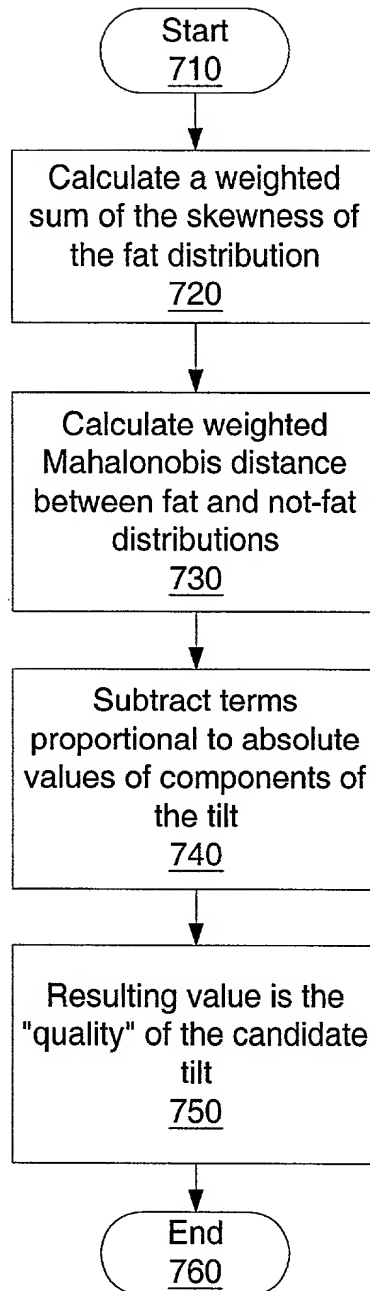 Start
710
Calculate a weighted
sum of the skewness of
the fat distribution
720
Calculate weighted
Mahalonobis distance
between fat and not-fat
distributions
730
Subtract terms
proportional to absolute
values of components of
the tilt
740
Resulting value is the
"quality" of the candidate
tilt
750
End
760